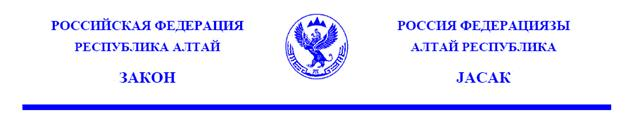 РОССИЙСКАЯ ФЕДЕРАЦИЯ
РЕСПУБЛИКА АЛТАЙ
ЗАКОН
РОССИЯ ФЕДЕРАЦИЯЗЫ
АЛТАЙ РЕСПУБЛИКА
JАСАК